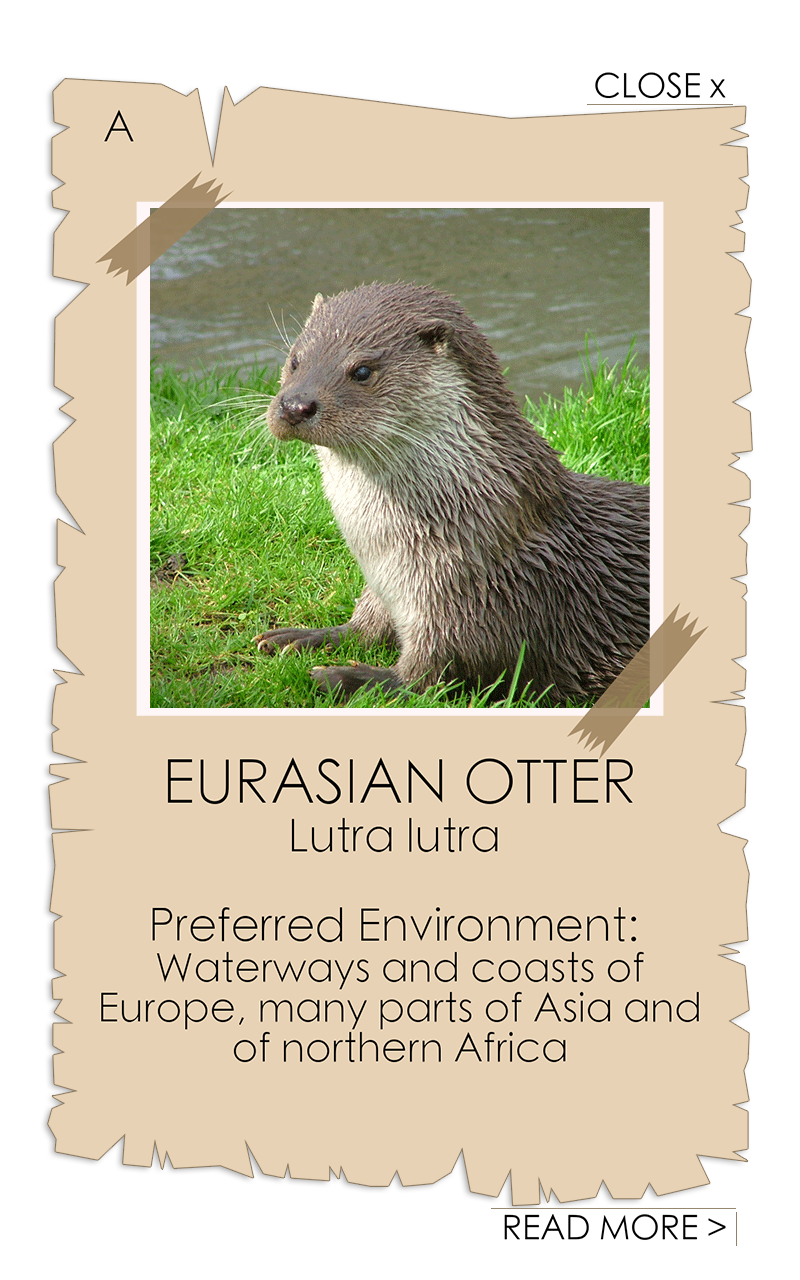 CLOSE x
A
EURASIAN OTTER
Lutra lutra
Preferred Environment:
Waterways and coasts of
Europe, many parts of Asia and
of northern Africa
READ MORE >